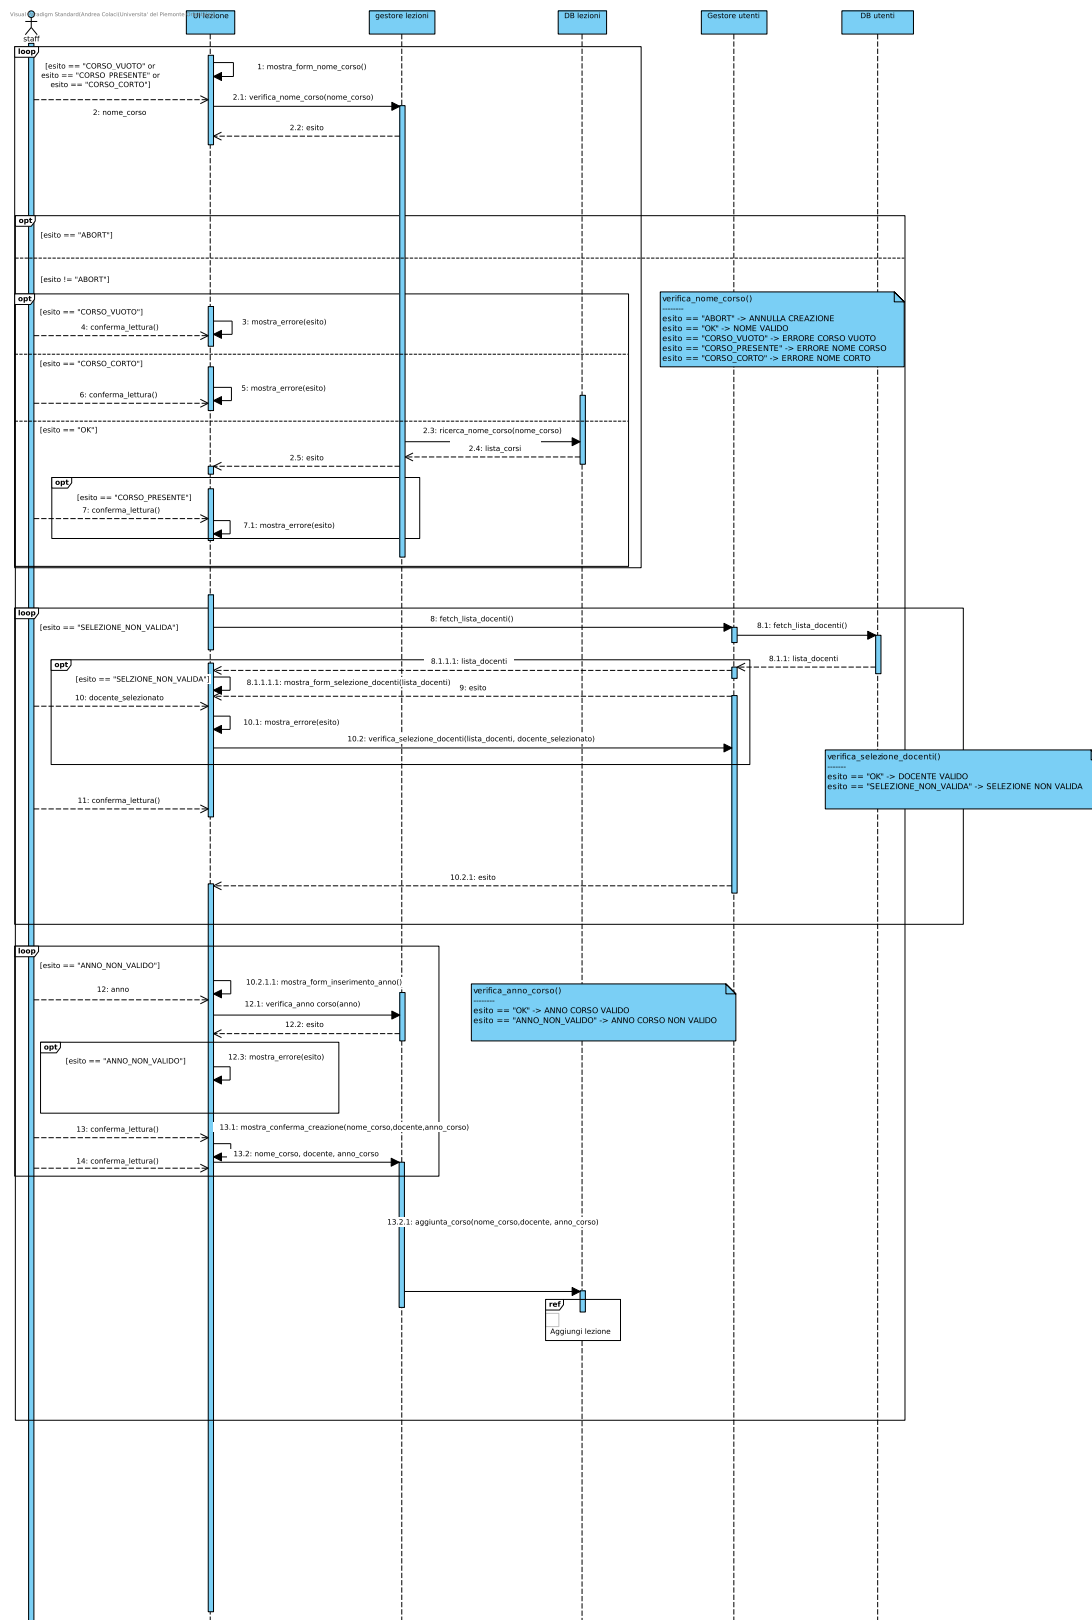 Visual Paradigm Standard(Andrea Colaci(Universita' del Piemonte
staff
UI lezione
gestore lezioni
DB lezioni
Gestore utenti
DB utenti
loop
[esito == "CORSO_VUOTO" or
esito == "CORSO_PRESENTE" or
esito == "CORSO_CORTO"]
1: mostra_form_nome_corso()
2.1: verifica_nome_corso(nome_corso)
2: nome_corso
2.2: esito
opt
[esito == "ABORT"]
[esito != "ABORT"]
opt
[esito == "CORSO_VUOTO"]
3: mostra_errore(esito)
4: conferma_lettura()
verifica_nome_corso()
--------
esito == "ABORT" -> ANNULLA CREAZIONE
esito == "OK" -> NOME VALIDO
esito == "CORSO_VUOTO" -> ERRORE CORSO VUOTO
esito == "CORSO_PRESENTE" -> ERRORE NOME CORSO
esito == "CORSO_CORTO" -> ERRORE NOME CORTO
[esito == "CORSO_CORTO"]
5: mostra_errore(esito)
6: conferma_lettura()
[esito == "OK"]
2.3: ricerca_nome_corso(nome_corso)
2.4: lista_corsi
2.5: esito
opt
[esito == "CORSO_PRESENTE"]
7: conferma_lettura()
7.1: mostra_errore(esito)
loop
[esito == "SELEZIONE_NON_VALIDA"]
8: fetch_lista_docenti()
8.1: fetch_lista_docenti()
8.1.1: lista_docenti
8.1.1.1: lista_docenti
opt
[esito == "SELZIONE_NON_VALIDA"]
8.1.1.1.1: mostra_form_selezione_docenti(lista_docenti)
9: esito
10: docente_selezionato
10.1: mostra_errore(esito)
10.2: verifica_selezione_docenti(lista_docenti, docente_selezionato)
verifica_selezione_docenti()
-------
esito == "OK" -> DOCENTE VALIDO
esito == "SELEZIONE_NON_VALIDA" -> SELEZIONE NON VALIDA
11: conferma_lettura()
10.2.1: esito
loop
[esito == "ANNO_NON_VALIDO"]
10.2.1.1: mostra_form_inserimento_anno()
12: anno
12.1: verifica_anno corso(anno)
12.2: esito
verifica_anno_corso()
--------
esito == "OK" -> ANNO CORSO VALIDO
esito == "ANNO_NON_VALIDO" -> ANNO CORSO NON VALIDO
opt
[esito == "ANNO_NON_VALIDO"]
12.3: mostra_errore(esito)
13: conferma_lettura()
13.1: mostra_conferma_creazione(nome_corso,docente,anno_corso)
13.2: nome_corso, docente, anno_corso
14: conferma_lettura()
13.2.1: aggiunta_corso(nome_corso,docente, anno_corso)
ref
Aggiungi lezione